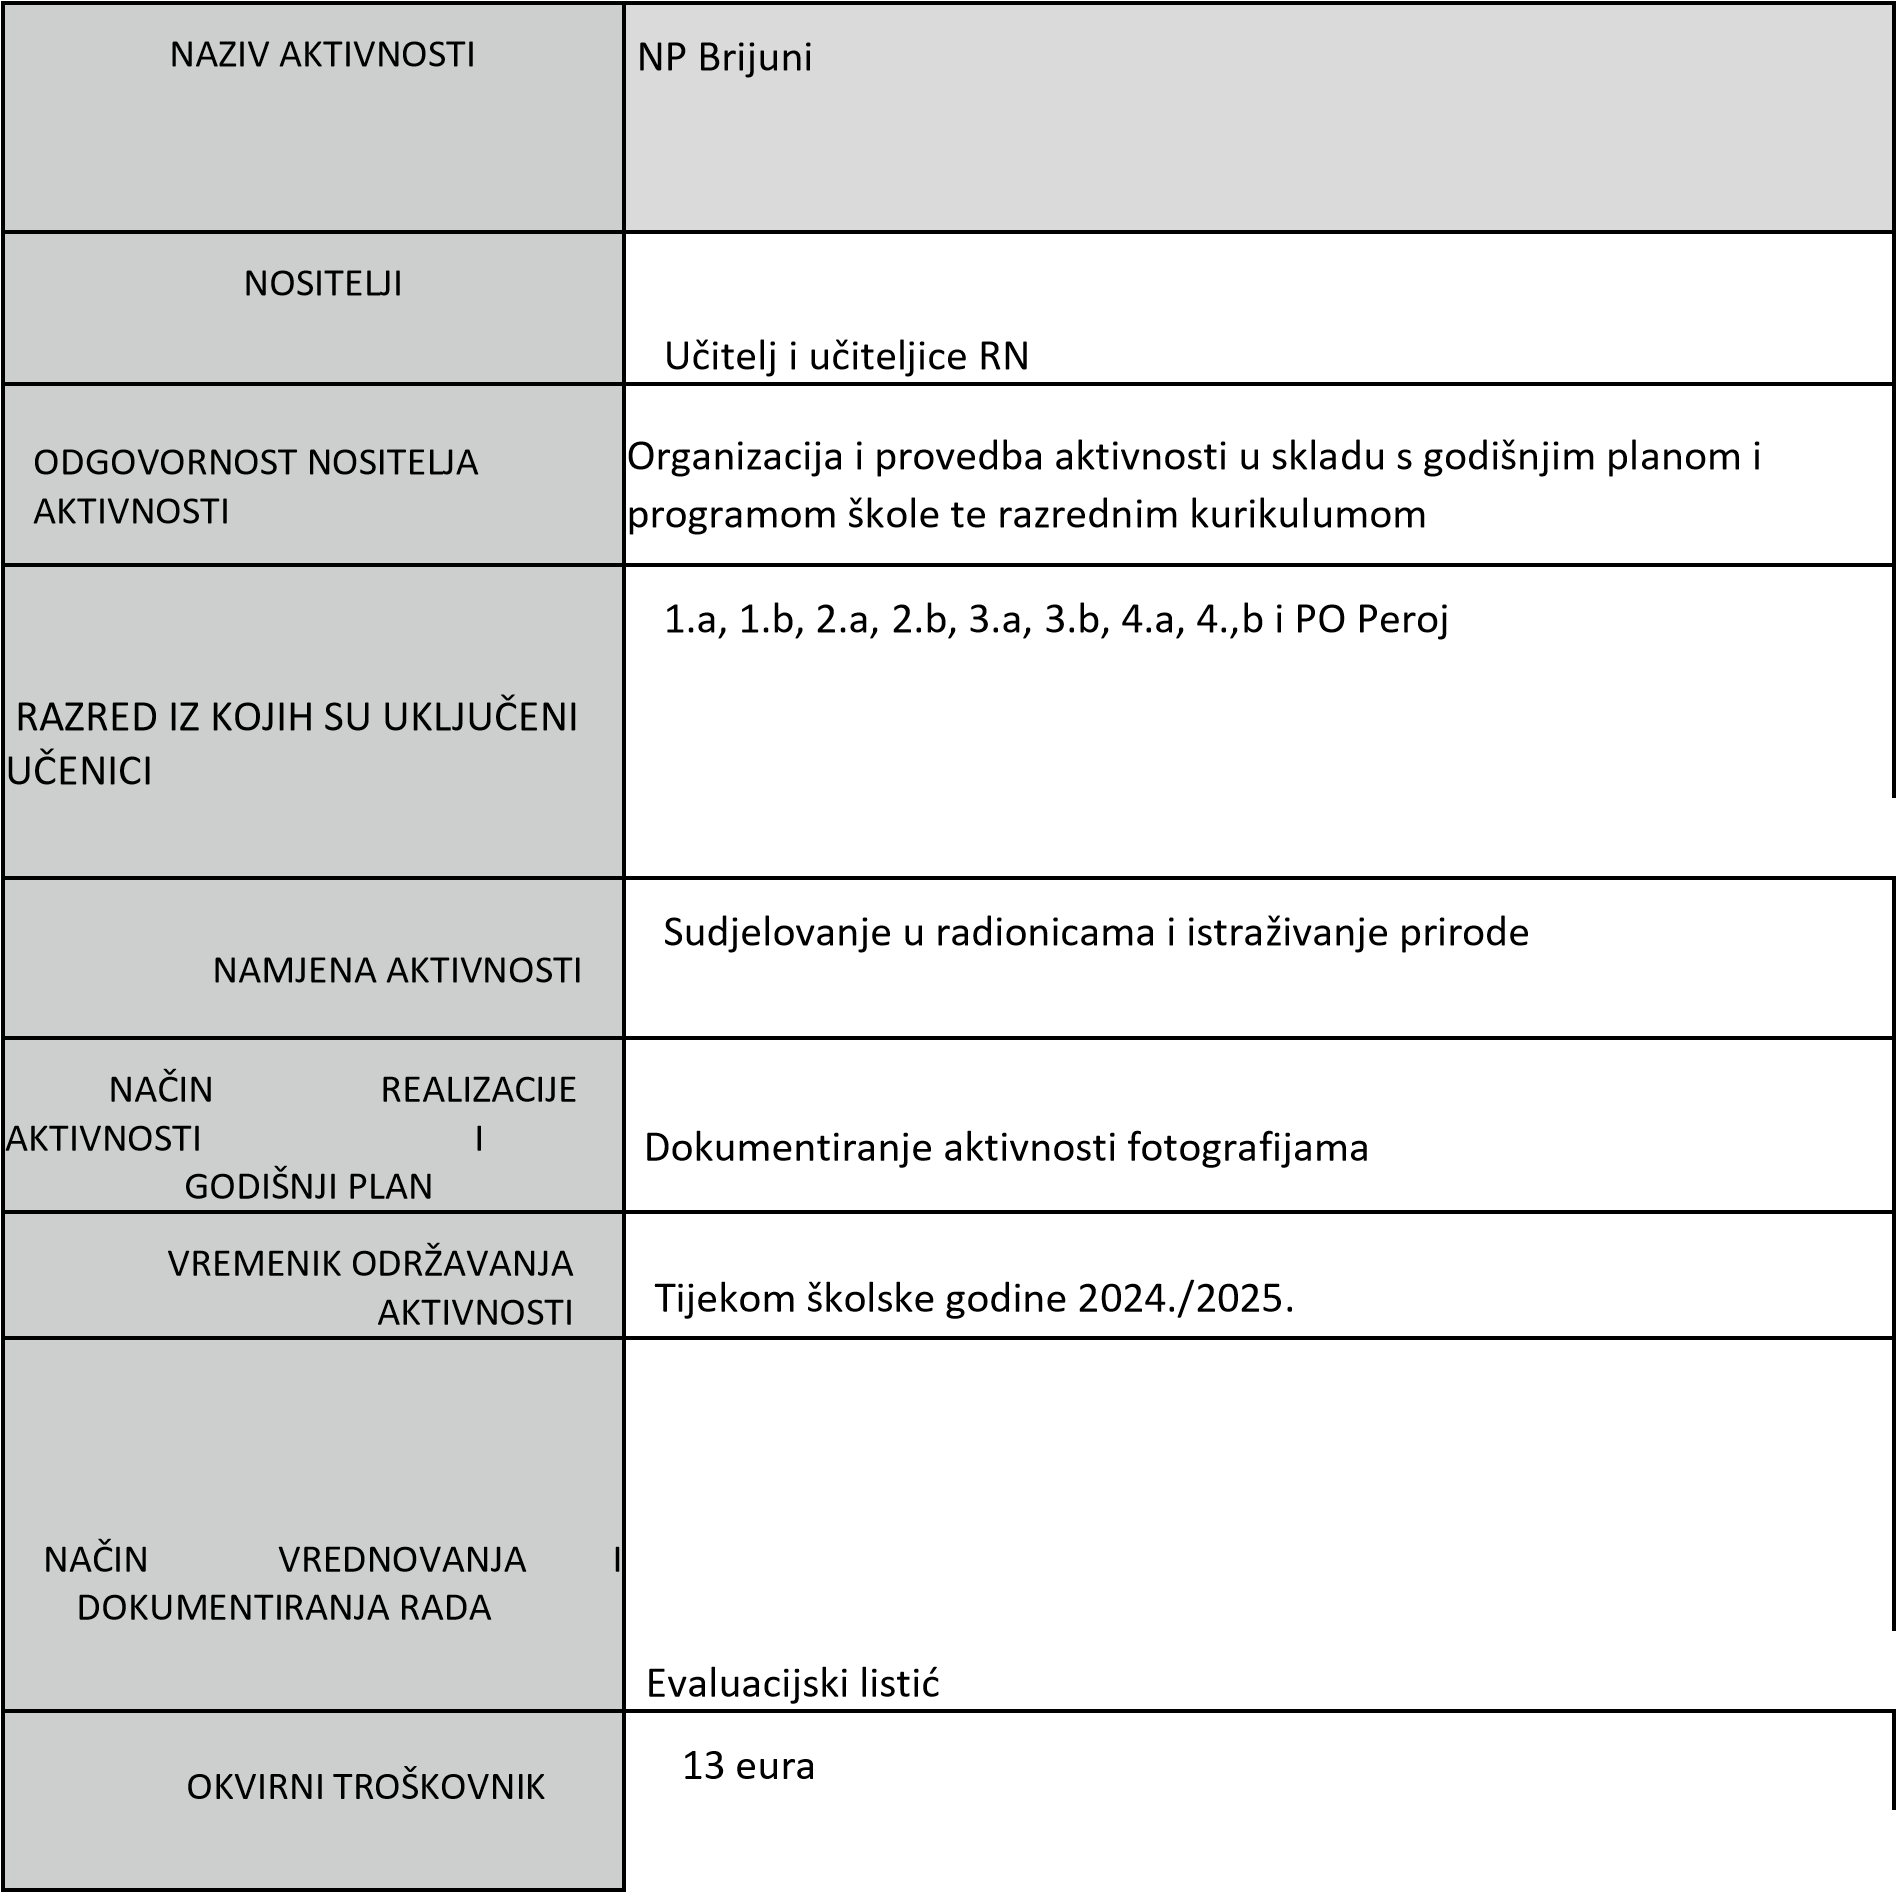 NAZIV AKTIVNOSTI
NP Brijuni
NOSITELJI
Učitelj i učiteljice RN
ODGOVORNOST NOSITELJA
AKTIVNOSTI
Organizacija i provedba aktivnosti u skladu s godišnjim planom i
programom škole te razrednim kurikulumom
RAZRED IZ KOJIH SU UKLJUČENI
UČENICI
1.a, 1.b, 2.a, 2.b, 3.a, 3.b, 4.a, 4.,b i PO Peroj
NAMJENA AKTIVNOSTI
Sudjelovanje u radionicama i istraživanje prirode
NAČIN REALIZACIJE
AKTIVNOSTI I
GODIŠNJI PLAN
Dokumentiranje aktivnosti fotografijama
VREMENIK ODRŽAVANJA
AKTIVNOSTI
Tijekom školske godine 2024./2025.
NAČIN VREDNOVANJA I
DOKUMENTIRANJA RADA
Evaluacijski listić
OKVIRNI TROŠKOVNIK
13 eura